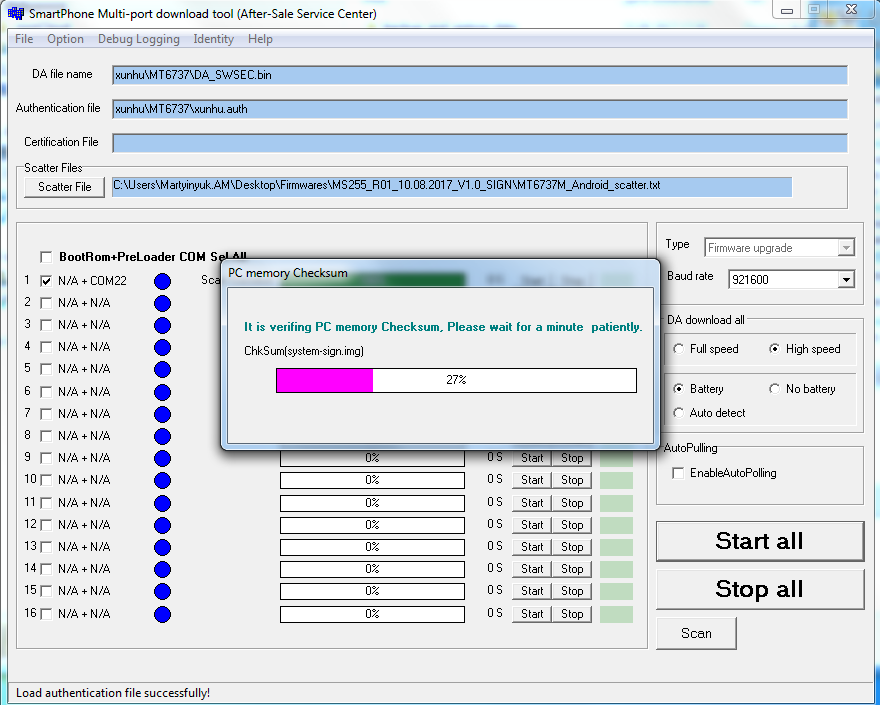 SmartPhone Multi-port download tool (After-Sale Service Center)
File Option Debug Logging Identity Help
DA file name xunhu\MT6737\DA_SWSEC.bin
Authentication file xunhu\MT6737\xunhu.auth
Certification File
Scatter Files
Scatter File C:\Users\Martyinyuk.AM\Desktop\Firmwares\MS255_R01_10.08.2017_V1.0_SIGN\MT6737M_Android_scatter.txt
BootRom+PreLoader COM Sel All
1 N/A + COM22
2 N/A + N/A
3 N/A + N/A
4 N/A + N/A
5 N/A + N/A
6 N/A + N/A
7 N/A + N/A
8 N/A + N/A
9 N/A + N/A 0% 0 S Start Stop
10 N/A + N/A 0% 0 S Start Stop
11 N/A + N/A 0% 0 S Start Stop
12 N/A + N/A 0% 0 S Start Stop
13 N/A + N/A 0% 0 S Start Stop
14 N/A + N/A 0% 0 S Start Stop
15 N/A + N/A 0% 0 S Start Stop
16 N/A + N/A 0% 0 S Start Stop
PC memory Checksum
It is verifing PC memory Checksum, Please wait for a minute patiently.
ChkSum(system-sign.img)
27%
Type Firmware upgrade
Baud rate 921600
DA download all
Full speed High speed
Battery No battery
Auto detect
AutoPulling
EnableAutoPolling
Start all
Stop all
Scan
Load authentication file successfully!